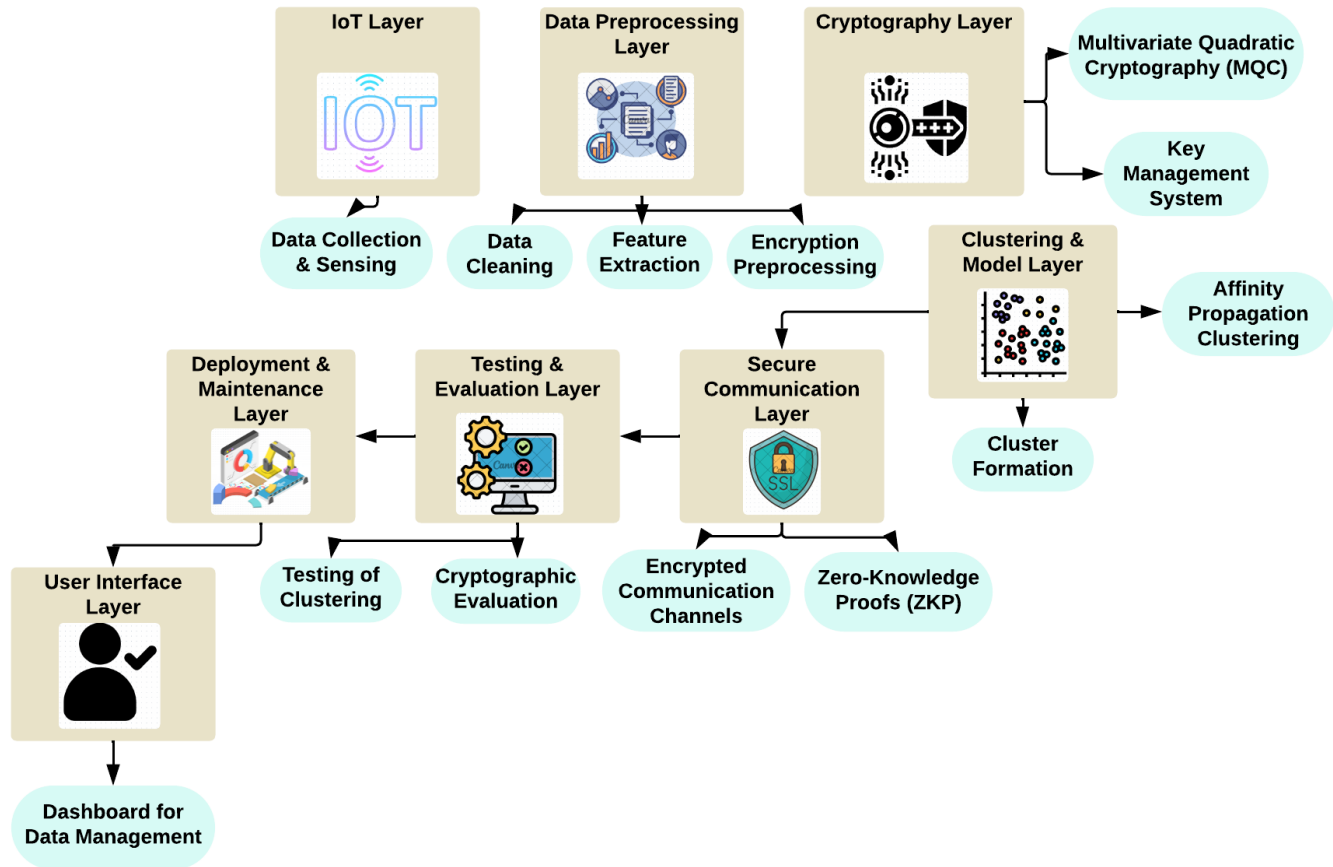 IoT Layer
IOT
Data Preprocessing
Layer
Cryptography Layer
Multivariate Quadratic
Cryptography (MQC)
Key
Management
System
Data Collection
& Sensing
Data
Cleaning
Feature
Extraction
Encryption
Preprocessing
Clustering &
Model Layer
Affinity
Propagation
Clustering
Cluster
Formation
Secure
Communication
Layer
SSL
Encrypted
Communication
Channels
Zero-Knowledge
Proofs (ZKP)
Testing &
Evaluation Layer
Testing of
Clustering
Cryptographic
Evaluation
Deployment &
Maintenance
Layer
User Interface
Layer
Dashboard for
Data Management